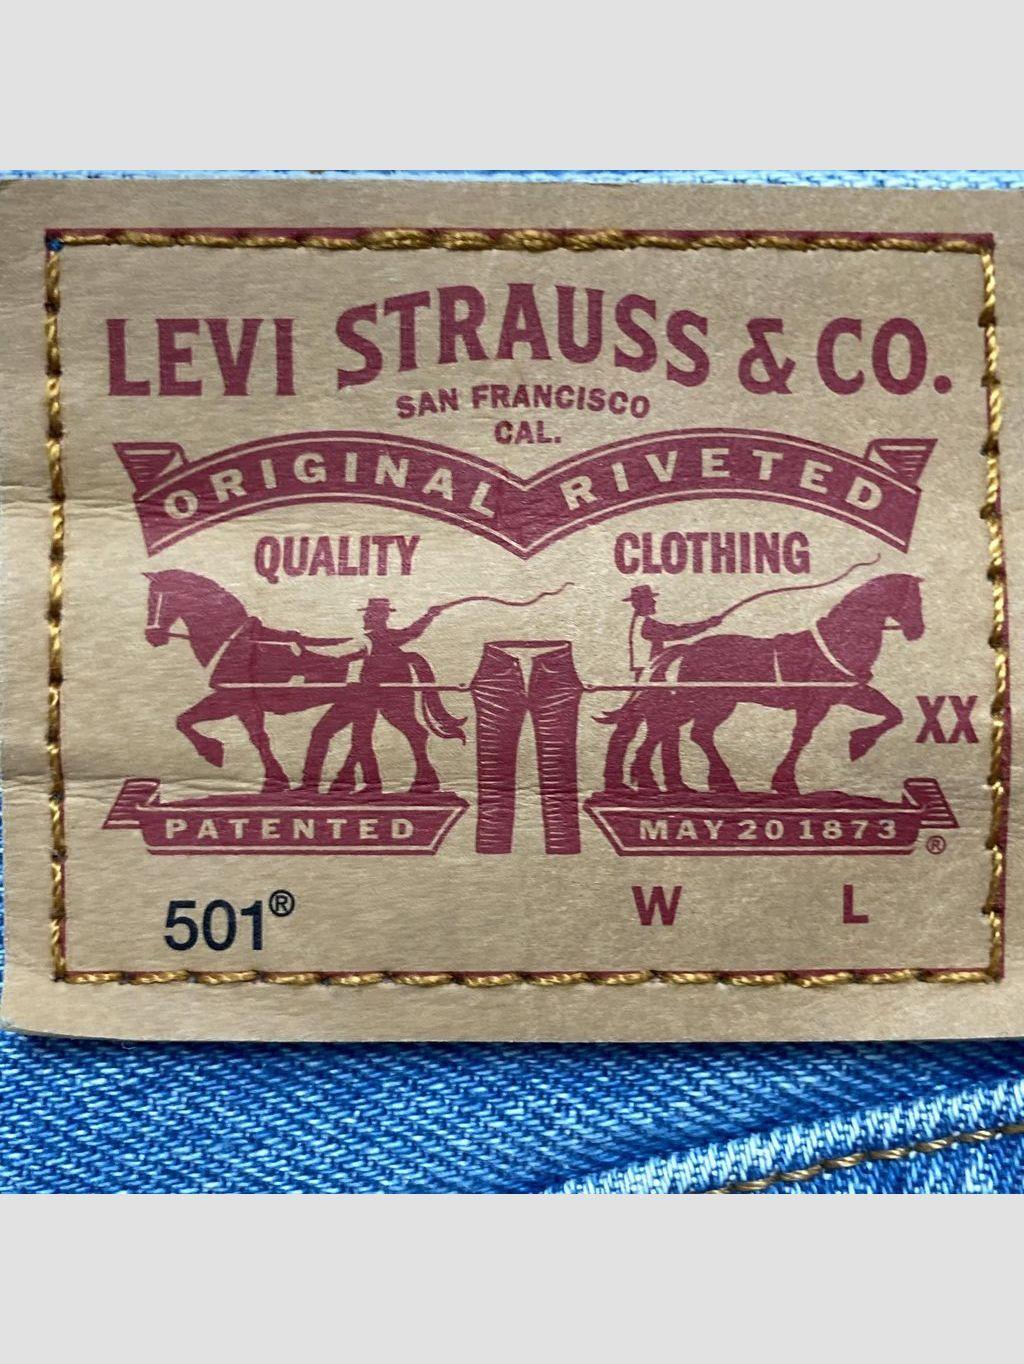 LEVI STRAUSS & CO.
SAN FRANCISCO
CAL.
ORIGINAL RIVETED
QUALITY CLOTHING
XX
PATENTED MAY 20 1873 ®
501® W L